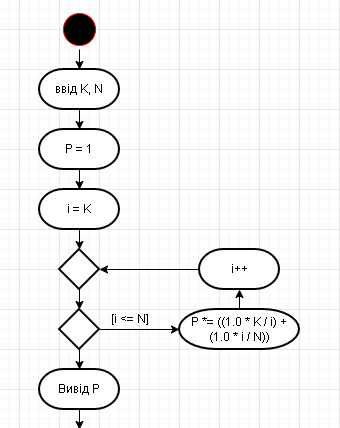 ввід K, N
P = 1
i = K
i++
[i <= N]
P *= ((1.0 * K / i) +
(1.0 * i / N))
Вивід P